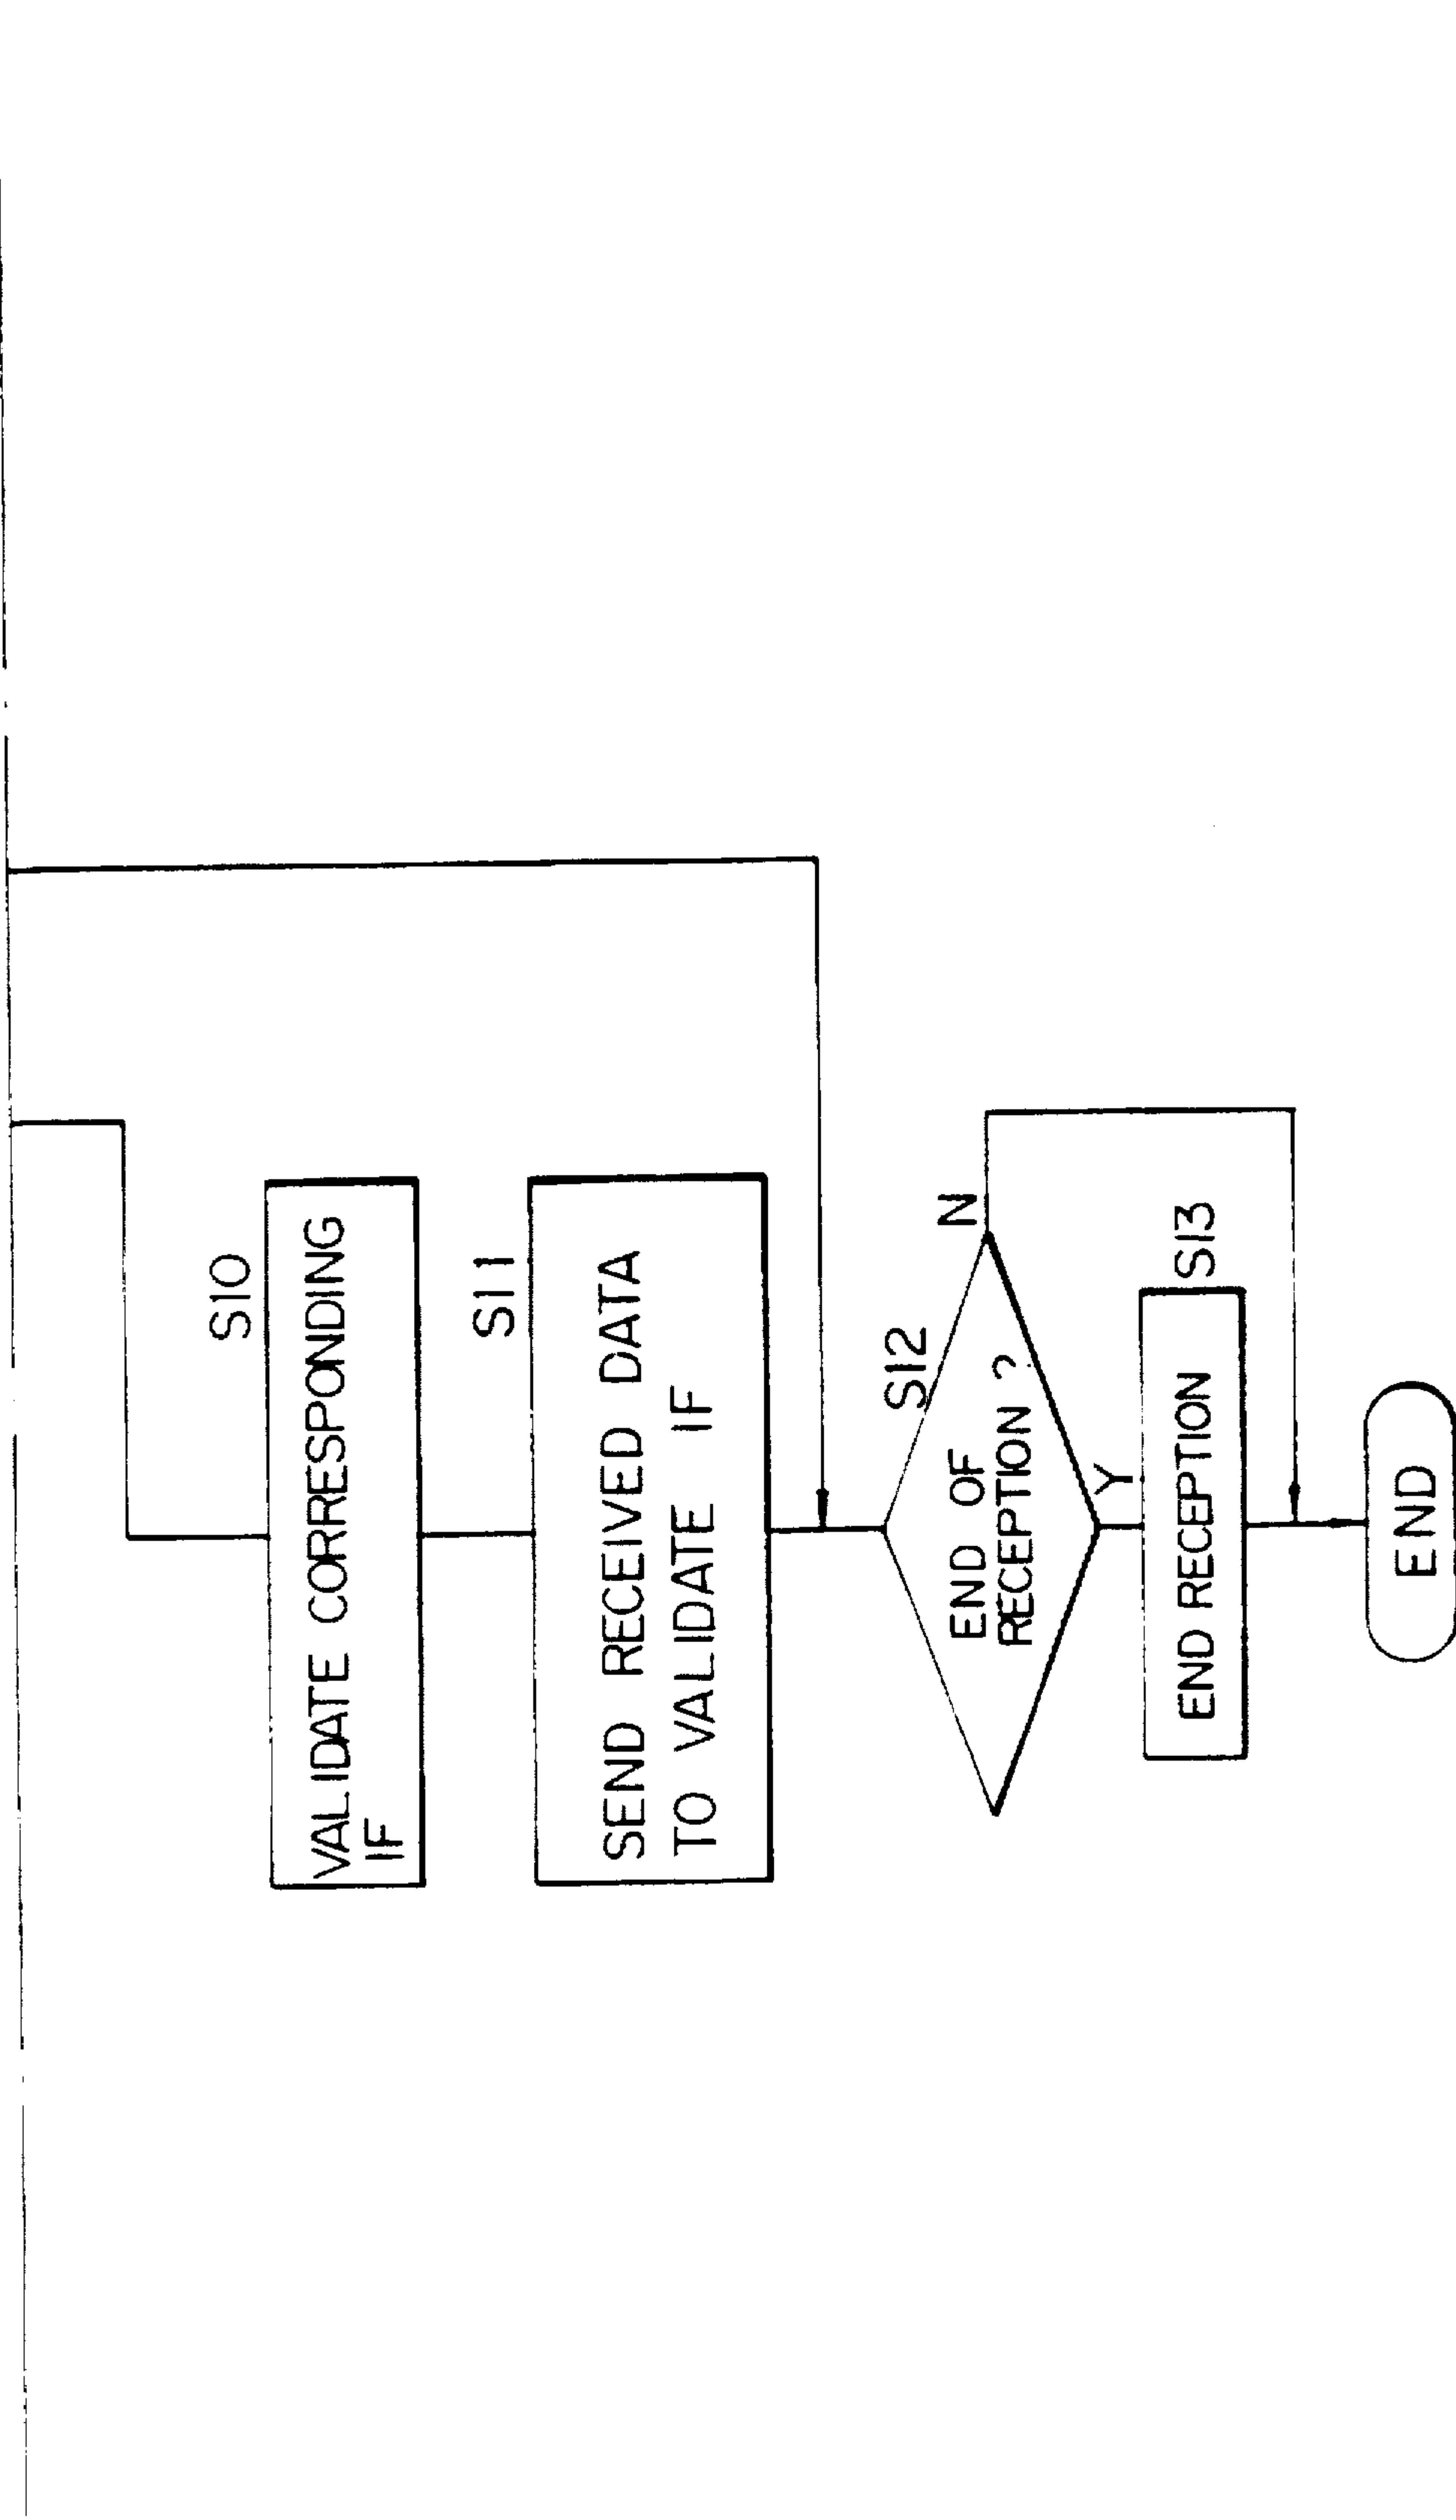 S10
VALIDATE CORRESPONDING
IF
S11
SEND RECEIVED DATA
TO VALIDATE IF
S12
END OF
RECEPTION ?
N
Y
S13
END RECEPTION
END